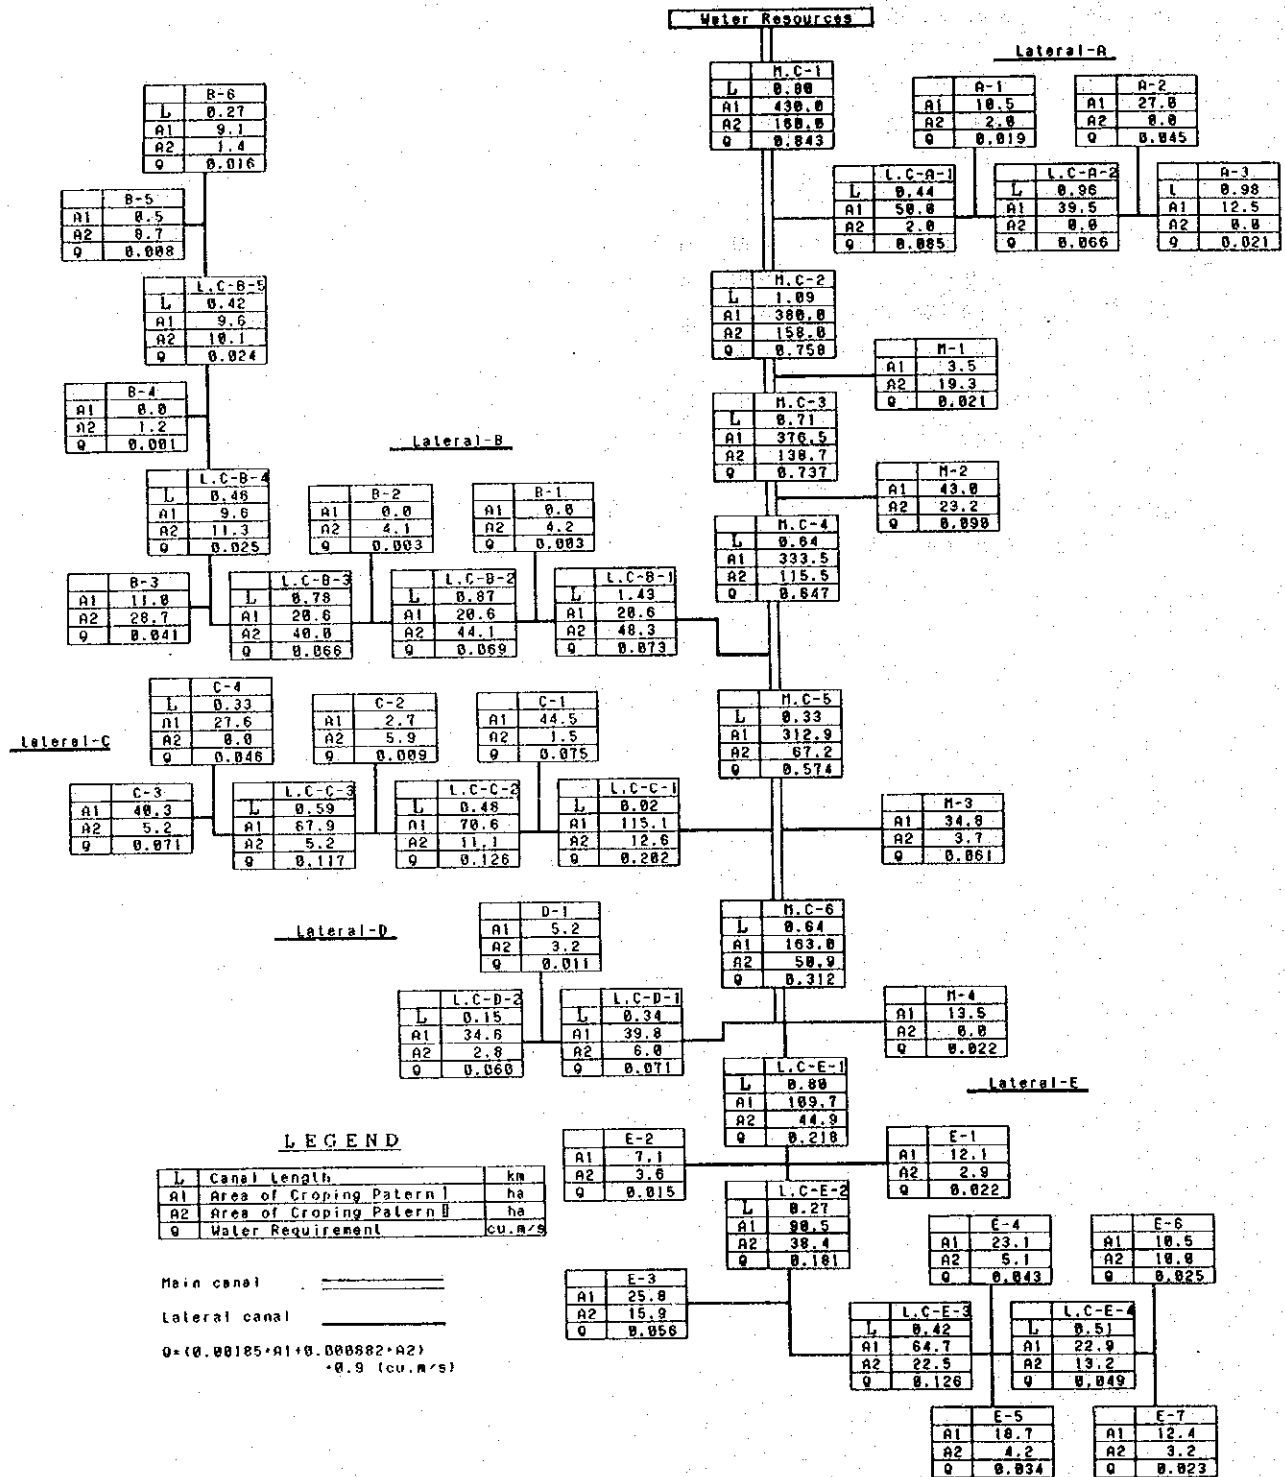 Water Resources
Lateral-A
M.C-1
L 0.80
A1 430.0
A2 160.0
Q 0.843
A-1
A1 10.5
A2 2.0
Q 0.019
A-2
A1 27.0
A2 0.0
Q 0.045
L.C-A-1
L 0.44
A1 50.0
A2 2.0
Q 0.085
L.C-A-2
L 0.96
A1 39.5
A2 0.0
Q 0.066
A-3
L 0.98
A1 12.5
A2 0.0
Q 0.021
B-6
L 0.27
A1 9.1
A2 1.4
Q 0.016
B-5
A1 0.5
A2 8.7
Q 0.008
L.C-B-5
L 0.42
A1 9.6
A2 10.1
Q 0.024
B-4
A1 0.0
A2 1.2
Q 0.001
M.C-2
L 1.09
A1 380.0
A2 158.0
Q 0.758
M-1
A1 3.5
A2 19.3
Q 0.021
M.C-3
L 0.71
A1 376.5
A2 138.7
Q 0.737
M-2
A1 43.0
A2 23.2
Q 0.090
M.C-4
L 0.64
A1 333.5
A2 115.5
Q 0.647
Lateral-B
L.C-B-4
L 0.46
A1 9.6
A2 11.3
Q 0.025
B-2
A1 0.0
A2 4.1
Q 0.003
B-1
A1 0.0
A2 4.2
Q 0.003
B-3
A1 11.0
A2 28.7
Q 0.041
L.C-B-3
L 0.78
A1 20.6
A2 40.0
Q 0.066
L.C-B-2
L 0.87
A1 20.6
A2 44.1
Q 0.069
L.C-B-1
L 1.43
A1 20.6
A2 48.3
Q 0.073
M.C-5
L 0.33
A1 312.9
A2 67.2
Q 0.574
Lateral-C
C-4
L 0.33
A1 27.6
A2 0.0
Q 0.046
C-2
A1 2.7
A2 5.9
Q 0.009
C-1
A1 44.5
A2 1.5
Q 0.075
C-3
A1 40.3
A2 5.2
Q 0.071
L.C-C-3
L 0.59
A1 67.9
A2 5.2
Q 0.117
L.C-C-2
L 0.48
A1 70.6
A2 11.1
Q 0.126
L.C-C-1
L 0.02
A1 115.1
A2 12.6
Q 0.202
M-3
A1 34.8
A2 3.7
Q 0.061
M.C-6
L 0.64
A1 163.0
A2 50.9
Q 0.312
Lateral-D
D-1
A1 5.2
A2 3.2
Q 0.011
L.C-D-2
L 0.15
A1 34.6
A2 2.8
Q 0.060
L.C-D-1
L 0.34
A1 39.8
A2 6.0
Q 0.071
M-4
A1 13.5
A2 0.0
Q 0.022
Lateral-E
L.C-E-1
L 0.80
A1 109.7
A2 44.9
Q 0.218
E-2
A1 7.1
A2 3.6
Q 0.015
E-1
A1 12.1
A2 2.9
Q 0.022
L.C-E-2
L 0.27
A1 90.5
A2 38.4
Q 0.181
E-3
A1 25.8
A2 15.9
Q 0.056
E-4
A1 23.1
A2 5.1
Q 0.043
E-6
A1 10.5
A2 10.0
Q 0.025
L.C-E-3
L 0.42
A1 64.7
A2 22.5
Q 0.126
L.C-E-4
L 0.51
A1 22.9
A2 13.2
Q 0.049
E-5
A1 18.7
A2 4.2
Q 0.034
E-7
A1 12.4
A2 3.2
Q 0.023
LEGEND
L Canal Length km
A1 Area of Croping Patern I ha
A2 Area of Croping Patern II ha
Q Water Requirement cu.m/s
Main canal
Lateral canal
Q=(0.00185*A1+0.000882*A2)
*0.9 (cu.m/s)